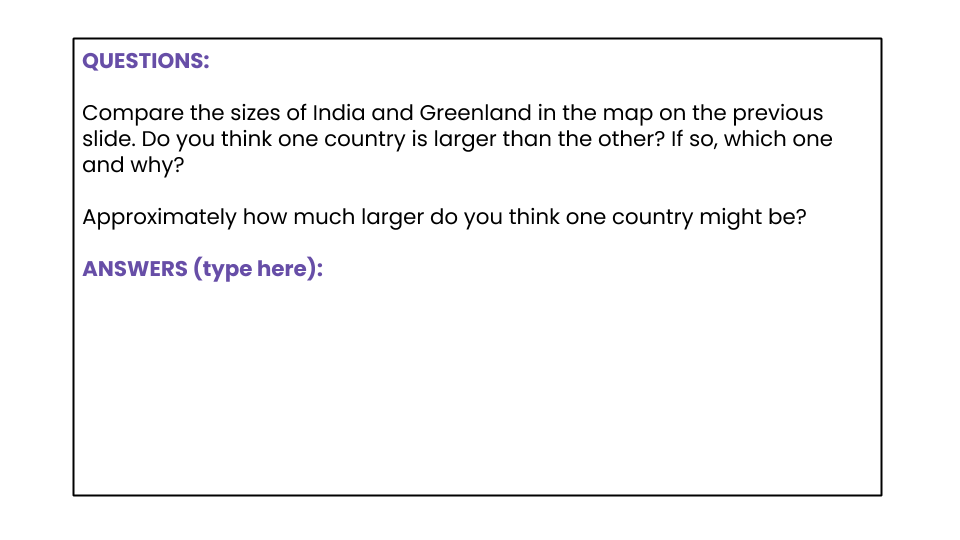 QUESTIONS:
Compare the sizes of India and Greenland in the map on the previous
slide. Do you think one country is larger than the other? If so, which one
and why?
Approximately how much larger do you think one country might be?
ANSWERS (type here):